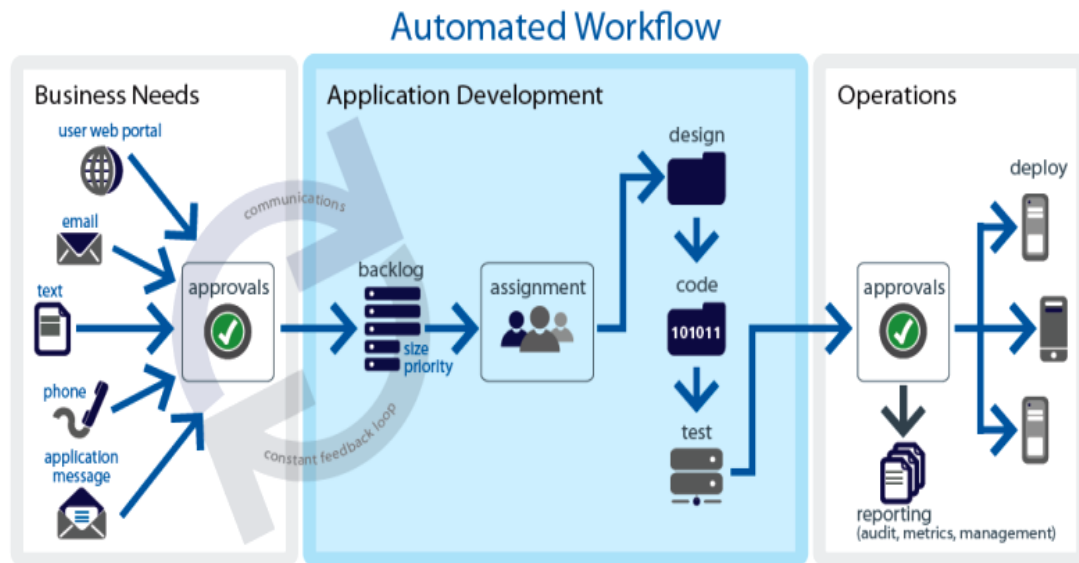 Automated Workflow
Business Needs
user web portal
email
text
phone
application
message
approvals
communications
constant feedback loop
Application Development
backlog
size
priority
assignment
design
code
101011
test
Operations
approvals
deploy
reporting
(audit, metrics, management)